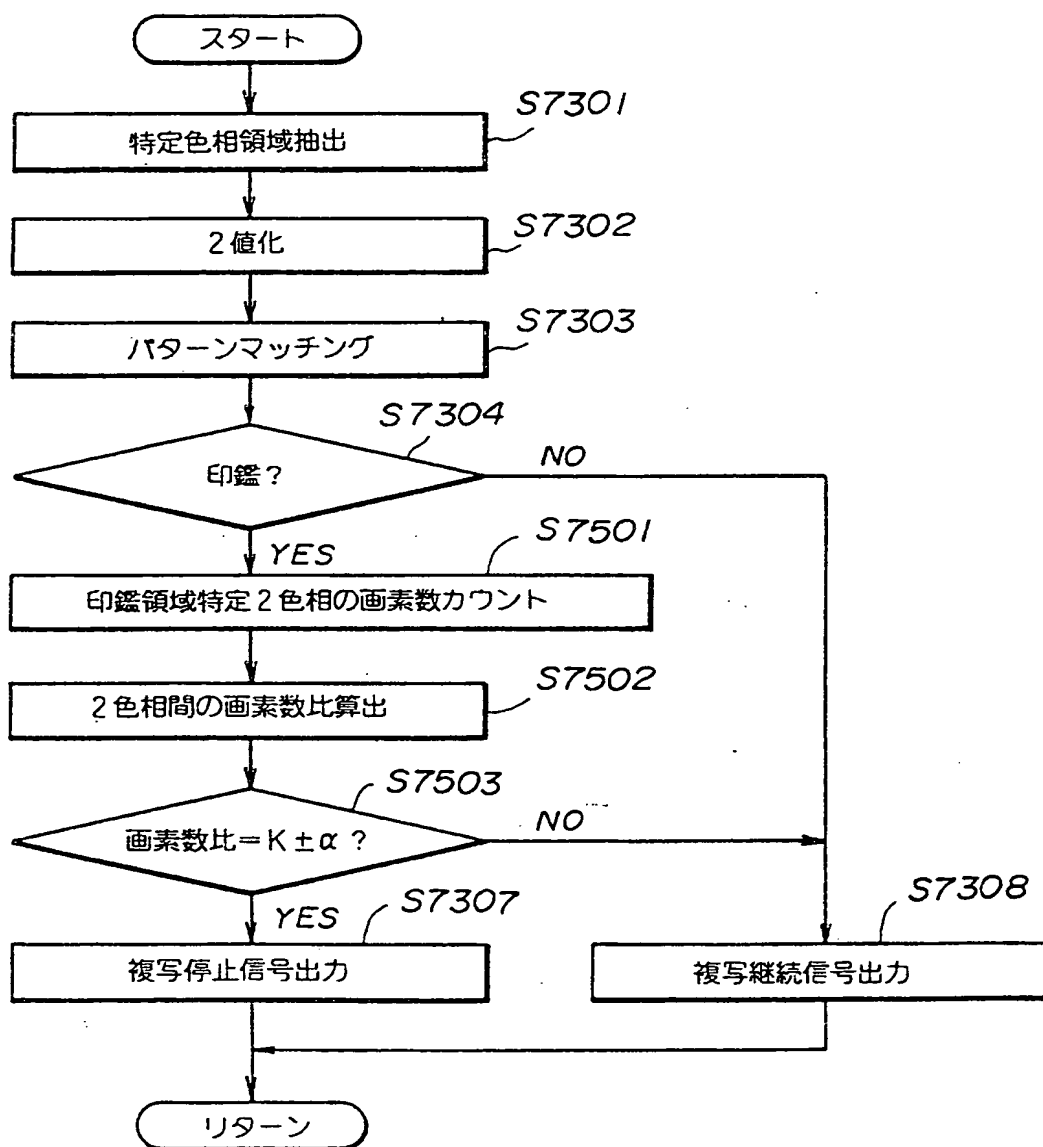 スタート
S7301
特定色相領域抽出
S7302
2値化
S7303
パターンマッチング
S7304
印鑑?
NO
YES
S7501
印鑑領域特定2色相の画素数カウント
S7502
2色相間の画素数比算出
S7503
画素数比=K±α?
NO
YES
S7307
複写停止信号出力
S7308
複写継続信号出力
リターン